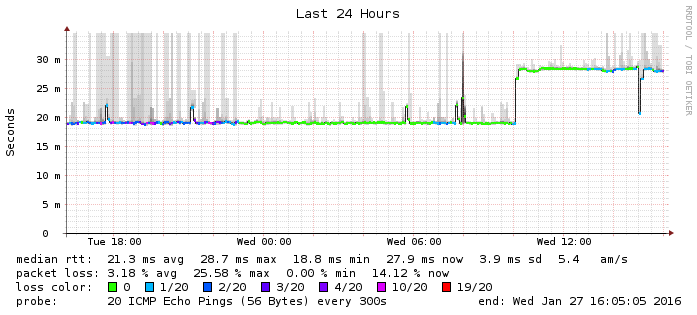 Last 24 Hours
RRDTOOL / TOBI OETIKER
Seconds
30 m
25 m
20 m
15 m
10 m
5 m
0
Tue 18:00 Wed 00:00 Wed 06:00 Wed 12:00
median rtt: 21.3 ms avg 28.7 ms max 18.8 ms min 27.9 ms now 3.9 ms sd 5.4 am/s
packet loss: 3.18 % avg 25.58 % max 0.00 % min 14.12 % now
loss color: 0 1/20 2/20 3/20 4/20 10/20 19/20
probe: 20 ICMP Echo Pings (56 Bytes) every 300s end: Wed Jan 27 16:05:05 2016